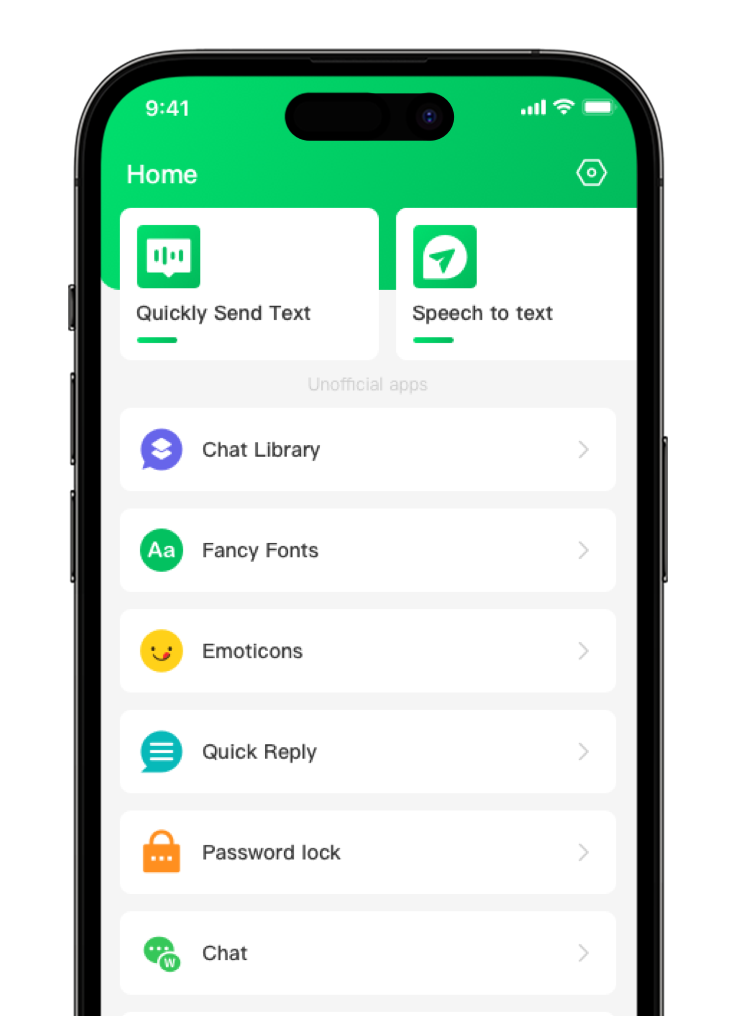 9:41
Home
Quickly Send Text
Speech to text
Unofficial apps
Chat Library
Aa
Fancy Fonts
Emoticons
Quick Reply
Password lock
W
Chat